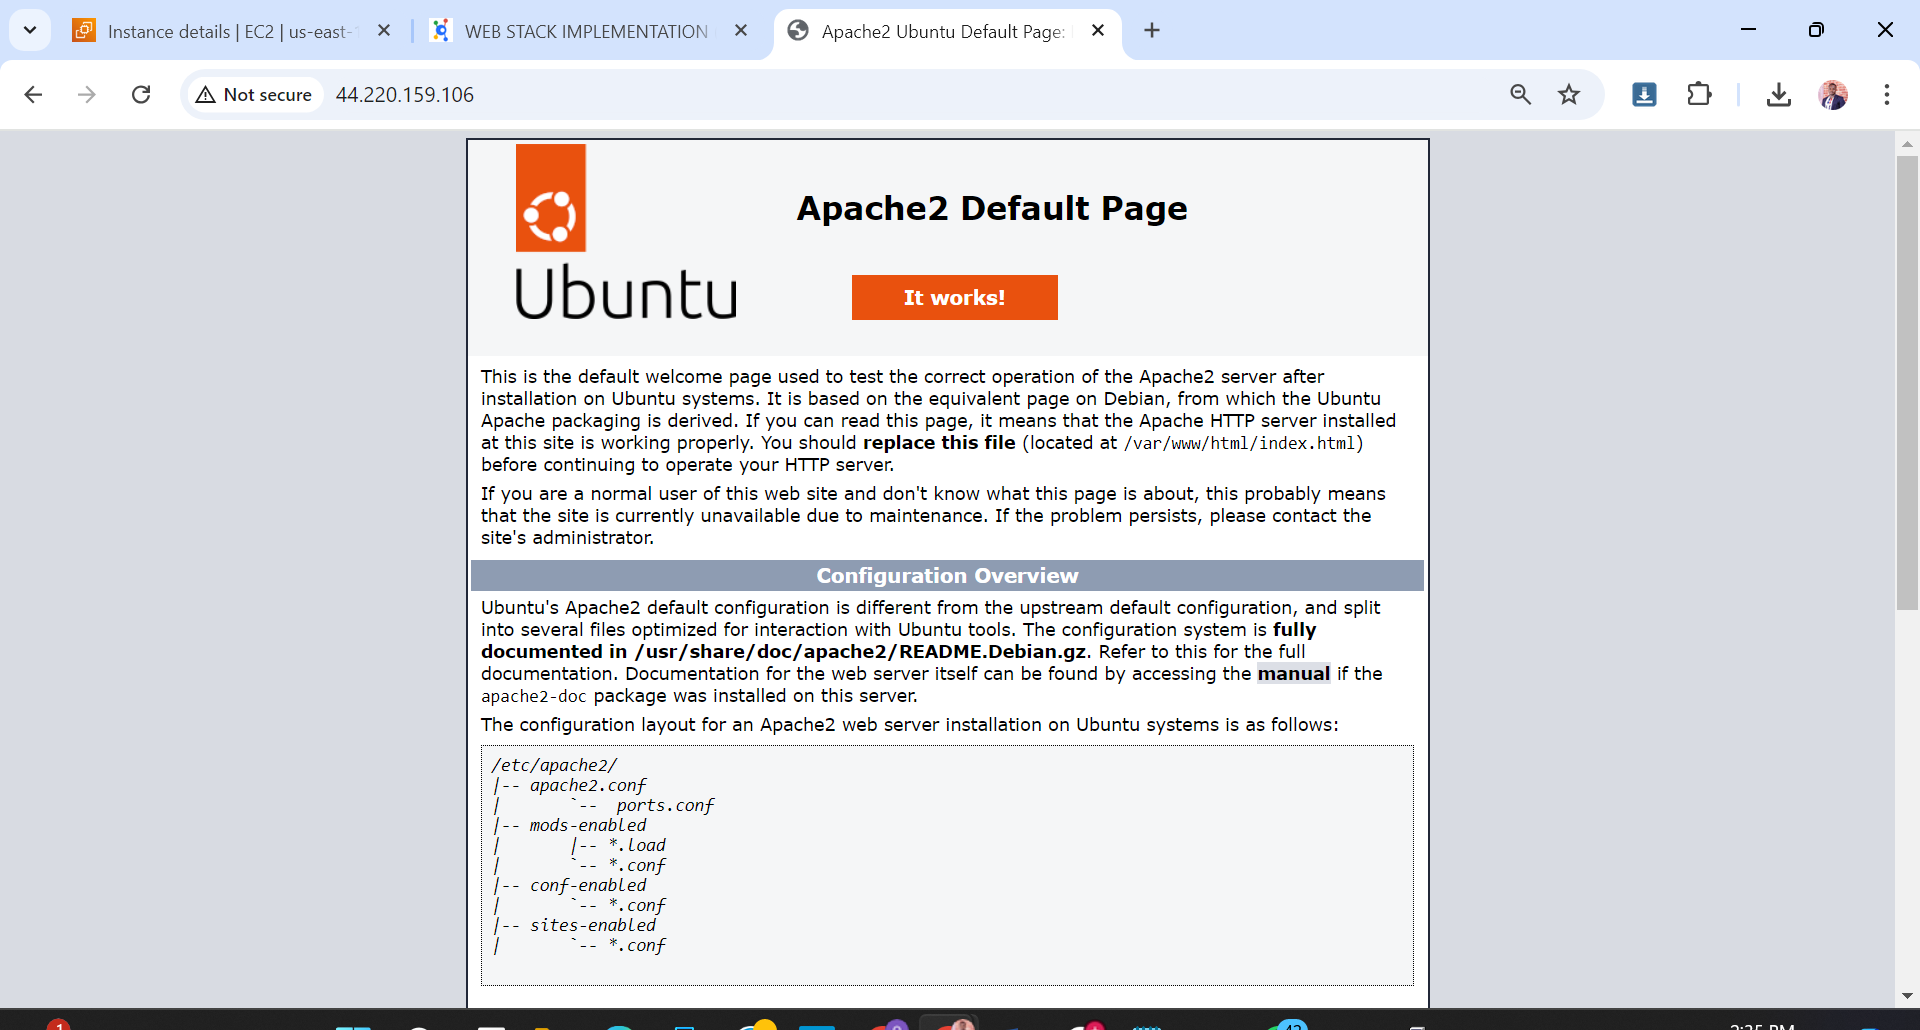 Instance details | EC2 | us-east-
WEB STACK IMPLEMENTATION
Apache2 Ubuntu Default Page:
Not secure
44.220.159.106
Apache2 Default Page
Ubuntu
It works!
This is the default welcome page used to test the correct operation of the Apache2 server after
installation on Ubuntu systems. It is based on the equivalent page on Debian, from which the Ubuntu
Apache packaging is derived. If you can read this page, it means that the Apache HTTP server installed
at this site is working properly. You should replace this file (located at /var/www/html/index.html)
before continuing to operate your HTTP server.
If you are a normal user of this web site and don't know what this page is about, this probably means
that the site is currently unavailable due to maintenance. If the problem persists, please contact the
site's administrator.
Configuration Overview
Ubuntu's Apache2 default configuration is different from the upstream default configuration, and split
into several files optimized for interaction with Ubuntu tools. The configuration system is fully
documented in /usr/share/doc/apache2/README.Debian.gz. Refer to this for the full
documentation. Documentation for the web server itself can be found by accessing the manual if the
apache2-doc package was installed on this server.
The configuration layout for an Apache2 web server installation on Ubuntu systems is as follows:
/etc/apache2/
|-- apache2.conf
|       `--  ports.conf
|-- mods-enabled
|       |-- *.load
|       `-- *.conf
|-- conf-enabled
|       `-- *.conf
|-- sites-enabled
|       `-- *.conf
1